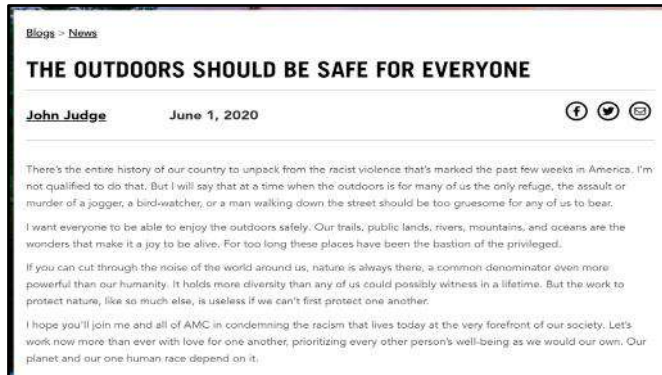 Blogs > News
THE OUTDOORS SHOULD BE SAFE FOR EVERYONE
John Judge June 1, 2020
There's the entire history of our country to unpack from the racist violence that's marked the past few weeks in America. I'm
not qualified to do that. But I will say that at a time when the outdoors is for many of us the only refuge, the assault or
murder of a jogger, a bird-watcher, or a man walking down the street should be too gruesome for any of us to bear.
I want everyone to be able to enjoy the outdoors safely. Our trails, public lands, rivers, mountains, and oceans are the
wonders that make it a joy to be alive. For too long these places have been the bastion of the privileged.
If you can cut through the noise of the world around us, nature is always there, a common denominator even more
powerful than our humanity. It holds more diversity than any of us could possibly witness in a lifetime. But the work to
protect nature, like so much else, is useless if we can't first protect one another.
I hope you'll join me and all of AMC in condemning the racism that lives today at the very forefront of our society. Let's
work now more than ever with love for one another, prioritizing every other person's well-being as we would our own. Our
planet and our one human race depend on it.